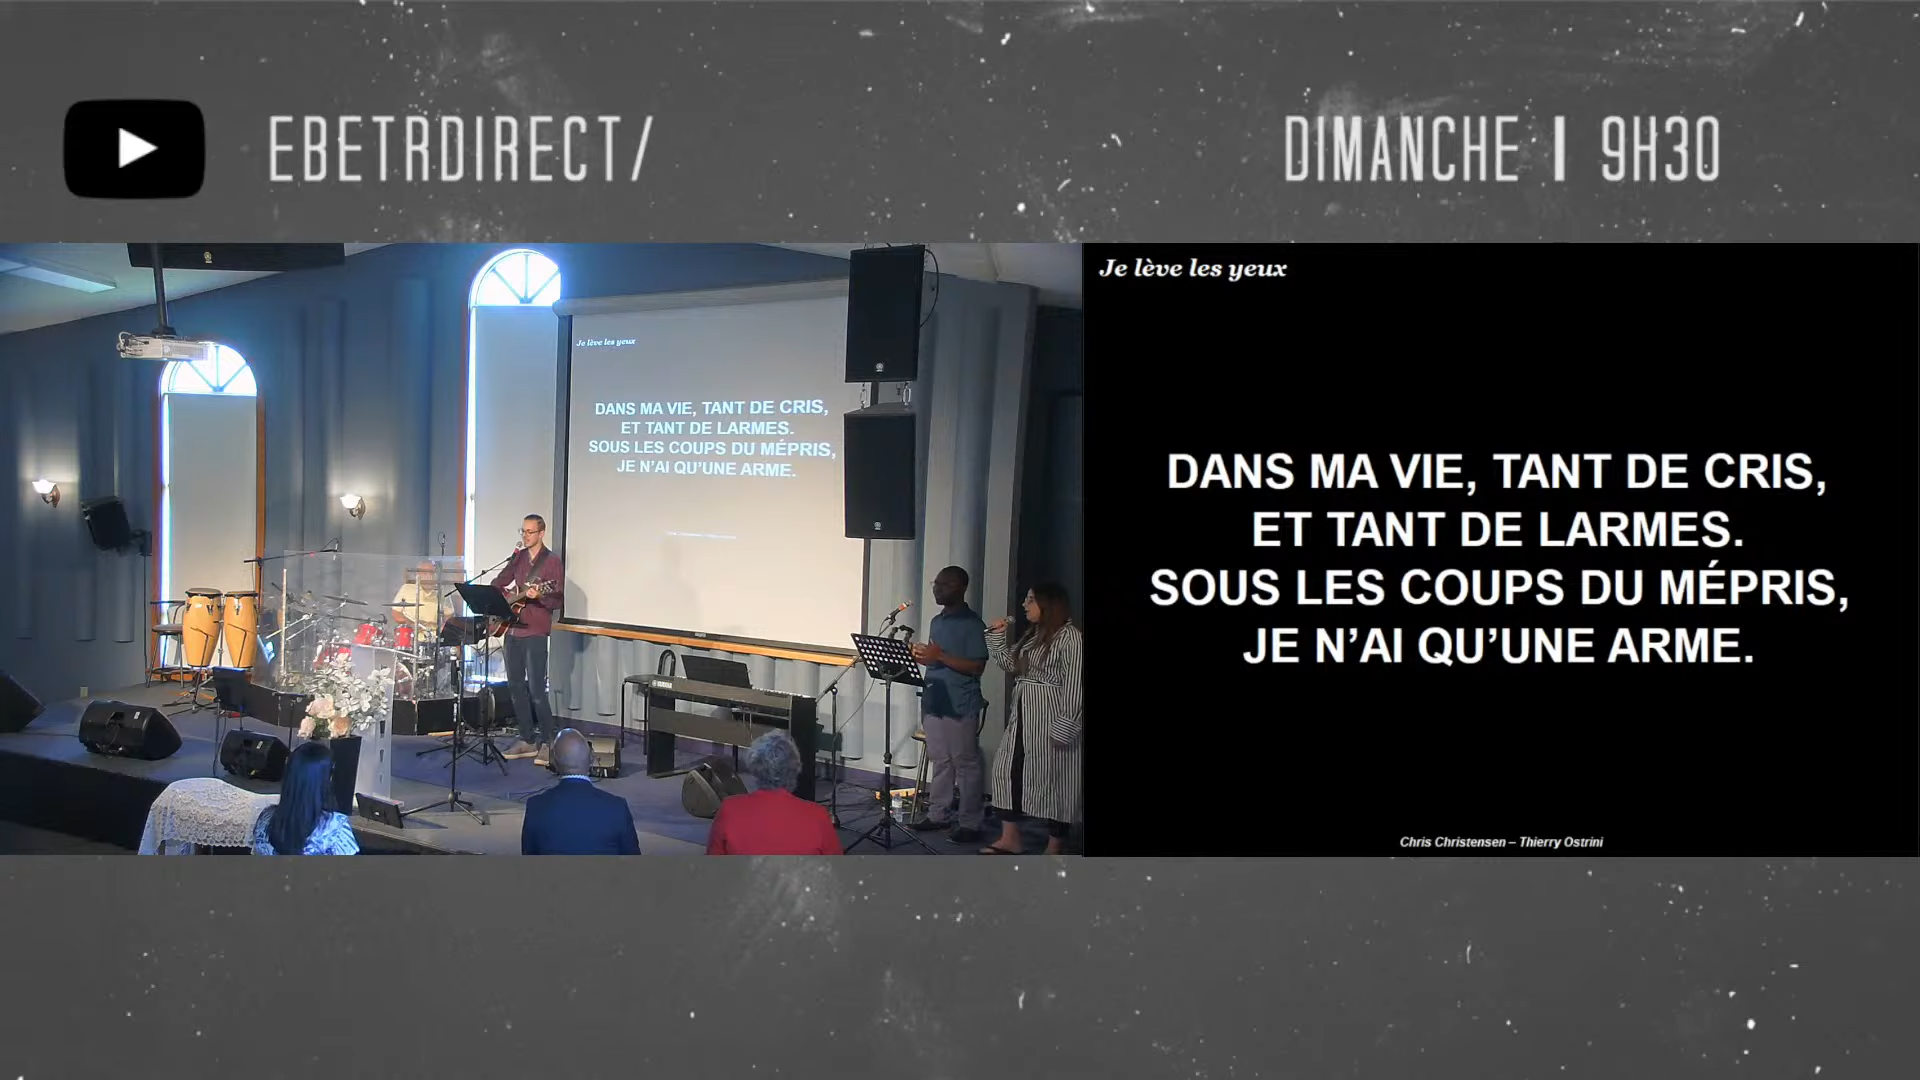 EBETRDIRECT/
DIMANCHE | 9H30
Je lève les yeux
DANS MA VIE, TANT DE CRIS,
ET TANT DE LARMES.
SOUS LES COUPS DU MÉPRIS,
JE N'AI QU'UNE ARME.
YAMAHA
Je lève les yeux
DANS MA VIE, TANT DE CRIS,
ET TANT DE LARMES.
SOUS LES COUPS DU MÉPRIS,
JE N'AI QU'UNE ARME.
Chris Christensen – Thierry Ostrini